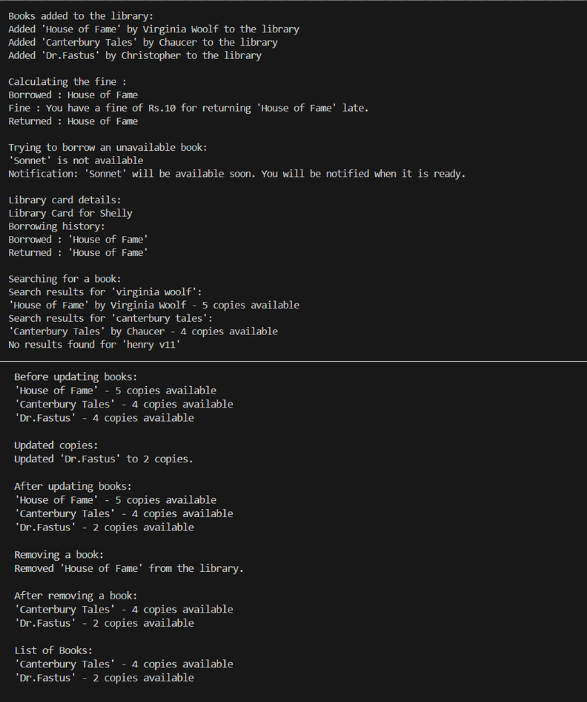 Books added to the library:
Added 'House of Fame' by Virginia Woolf to the library
Added 'Canterbury Tales' by Chaucer to the library
Added 'Dr.Fastus' by Christopher to the library
Calculating the fine :
Borrowed : House of Fame
Fine : You have a fine of Rs.10 for returning 'House of Fame' late.
Returned : House of Fame
Trying to borrow an unavailable book:
'Sonnet' is not available
Notification: 'Sonnet' will be available soon. You will be notified when it is ready.
Library card details:
Library Card for Shelly
Borrowing history:
Borrowed : 'House of Fame'
Returned : 'House of Fame'
Searching for a book:
Search results for 'virginia woolf':
'House of Fame' by Virginia Woolf - 5 copies available
Search results for 'canterbury tales':
'Canterbury Tales' by Chaucer - 4 copies available
No results found for 'henry v11'
Before updating books:
'House of Fame' - 5 copies available
'Canterbury Tales' - 4 copies available
'Dr.Fastus' - 4 copies available
Updated copies:
Updated 'Dr.Fastus' to 2 copies.
After updating books:
'House of Fame' - 5 copies available
'Canterbury Tales' - 4 copies available
'Dr.Fastus' - 2 copies available
Removing a book:
Removed 'House of Fame' from the library.
After removing a book:
'Canterbury Tales' - 4 copies available
'Dr.Fastus' - 2 copies available
List of Books:
'Canterbury Tales' - 4 copies available
'Dr.Fastus' - 2 copies available